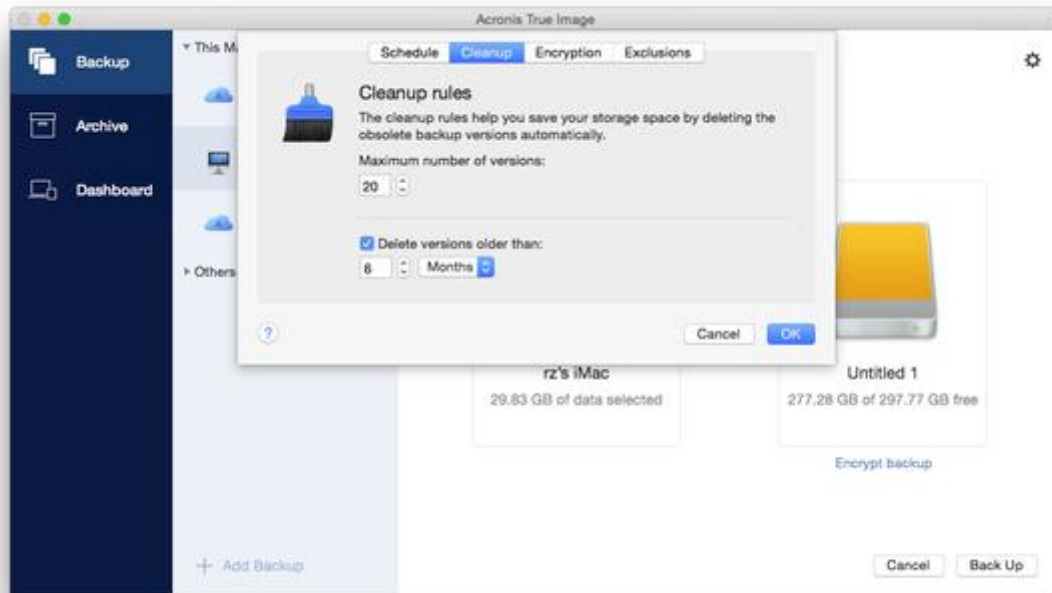 Acronis True Image
Backup
Archive
Dashboard
▾ This M
▸ Others
+ Add Backup
Schedule
Cleanup
Encryption
Exclusions
Cleanup rules
The cleanup rules help you save your storage space by deleting the
obsolete backup versions automatically.
Maximum number of versions:
20
Delete versions older than:
6
Months
?
Cancel
OK
rz's iMac
29.83 GB of data selected
Untitled 1
277.28 GB of 297.77 GB free
Encrypt backup
Cancel
Back Up